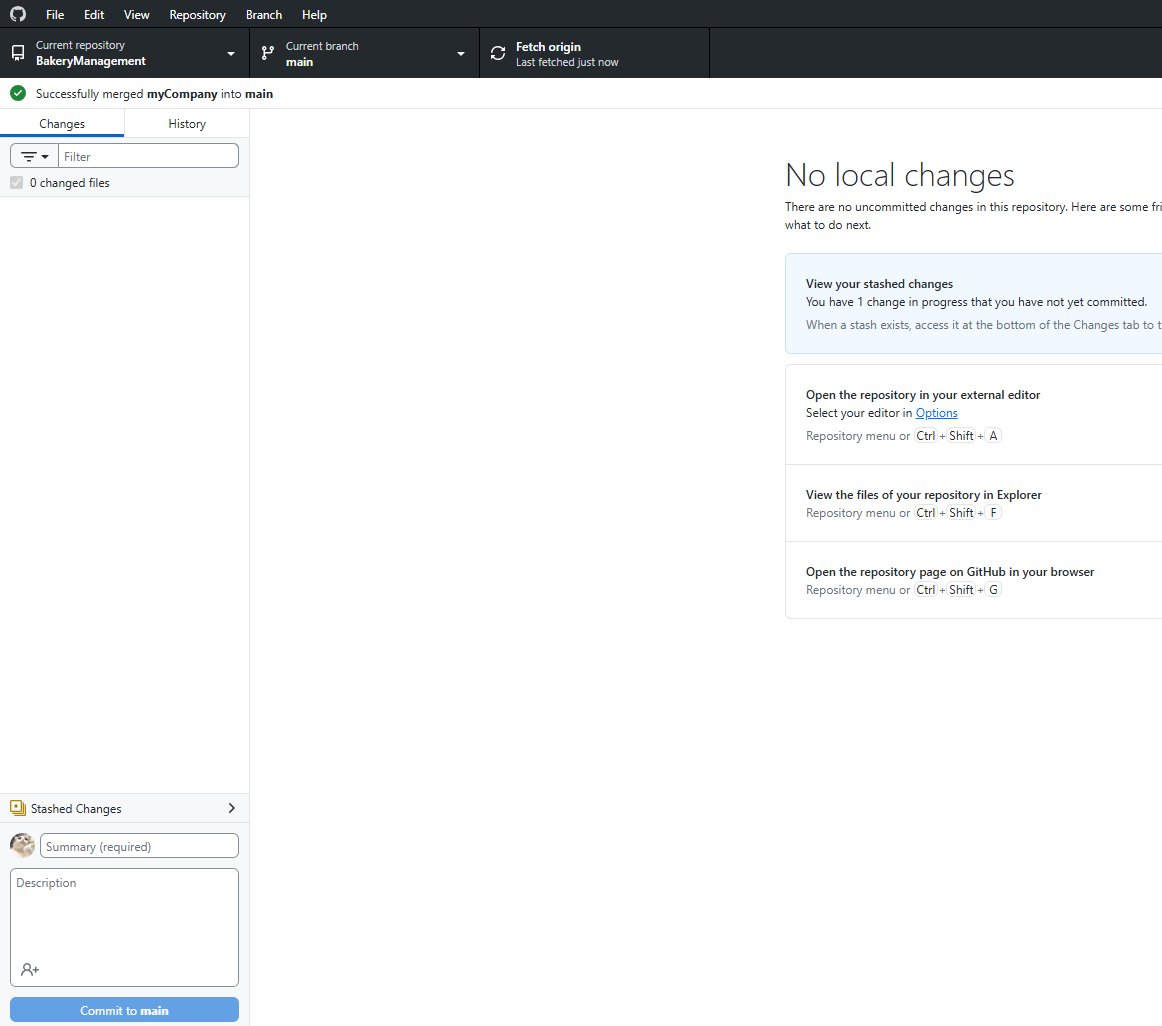 File Edit View Repository Branch Help
Current repository
BakeryManagement
Current branch
main
Fetch origin
Last fetched just now
Successfully merged myCompany into main
Changes
History
Filter
0 changed files
No local changes
There are no uncommitted changes in this repository. Here are some fri
what to do next.
View your stashed changes
You have 1 change in progress that you have not yet committed.
When a stash exists, access it at the bottom of the Changes tab to t
Open the repository in your external editor
Select your editor in Options
Repository menu or Ctrl + Shift + A
View the files of your repository in Explorer
Repository menu or Ctrl + Shift + F
Open the repository page on GitHub in your browser
Repository menu or Ctrl + Shift + G
Stashed Changes
Summary (required)
Description
Commit to main